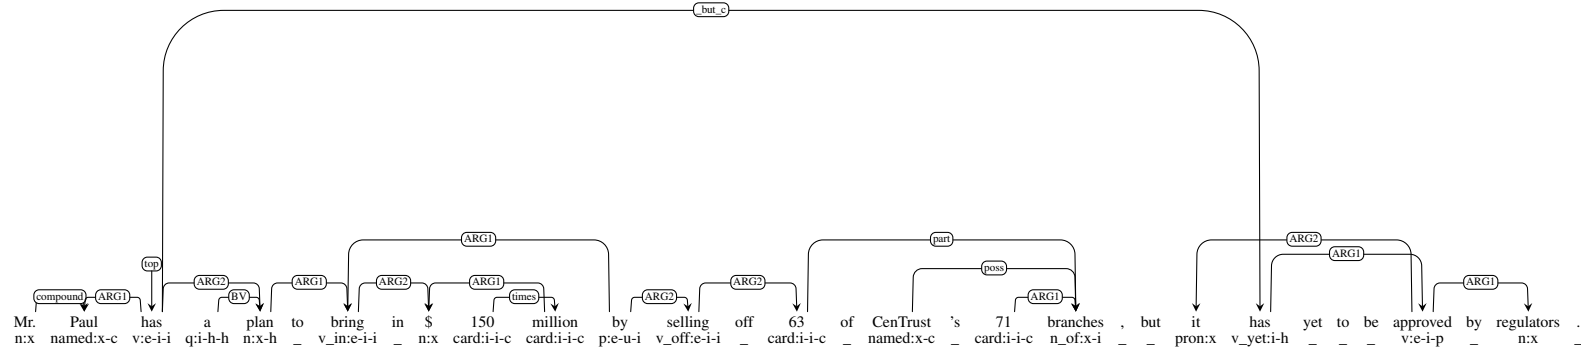 _but_c
ARG1 part
top poss ARG2 ARG1
ARG2 ARG1 ARG2 ARG1 ARG2 ARG1
compound ARG1 BV times ARG2 ARG1
Mr. Paul has a plan to bring in $ 150 million by selling off 63 of CenTrust 's 71 branches , but it has yet to be approved by regulators .
n:x named:x-c v:e-i-i q:i-h-h n:x-h _ v_in:e-i-i _ n:x card:i-i-c card:i-i-c p:e-u-i v_off:e-i-i _ card:i-i-c _ named:x-c _ card:i-i-c n_of:x-i _ _ pron:x v_yet:i-h _ _ _ v:e-i-p _ n:x _